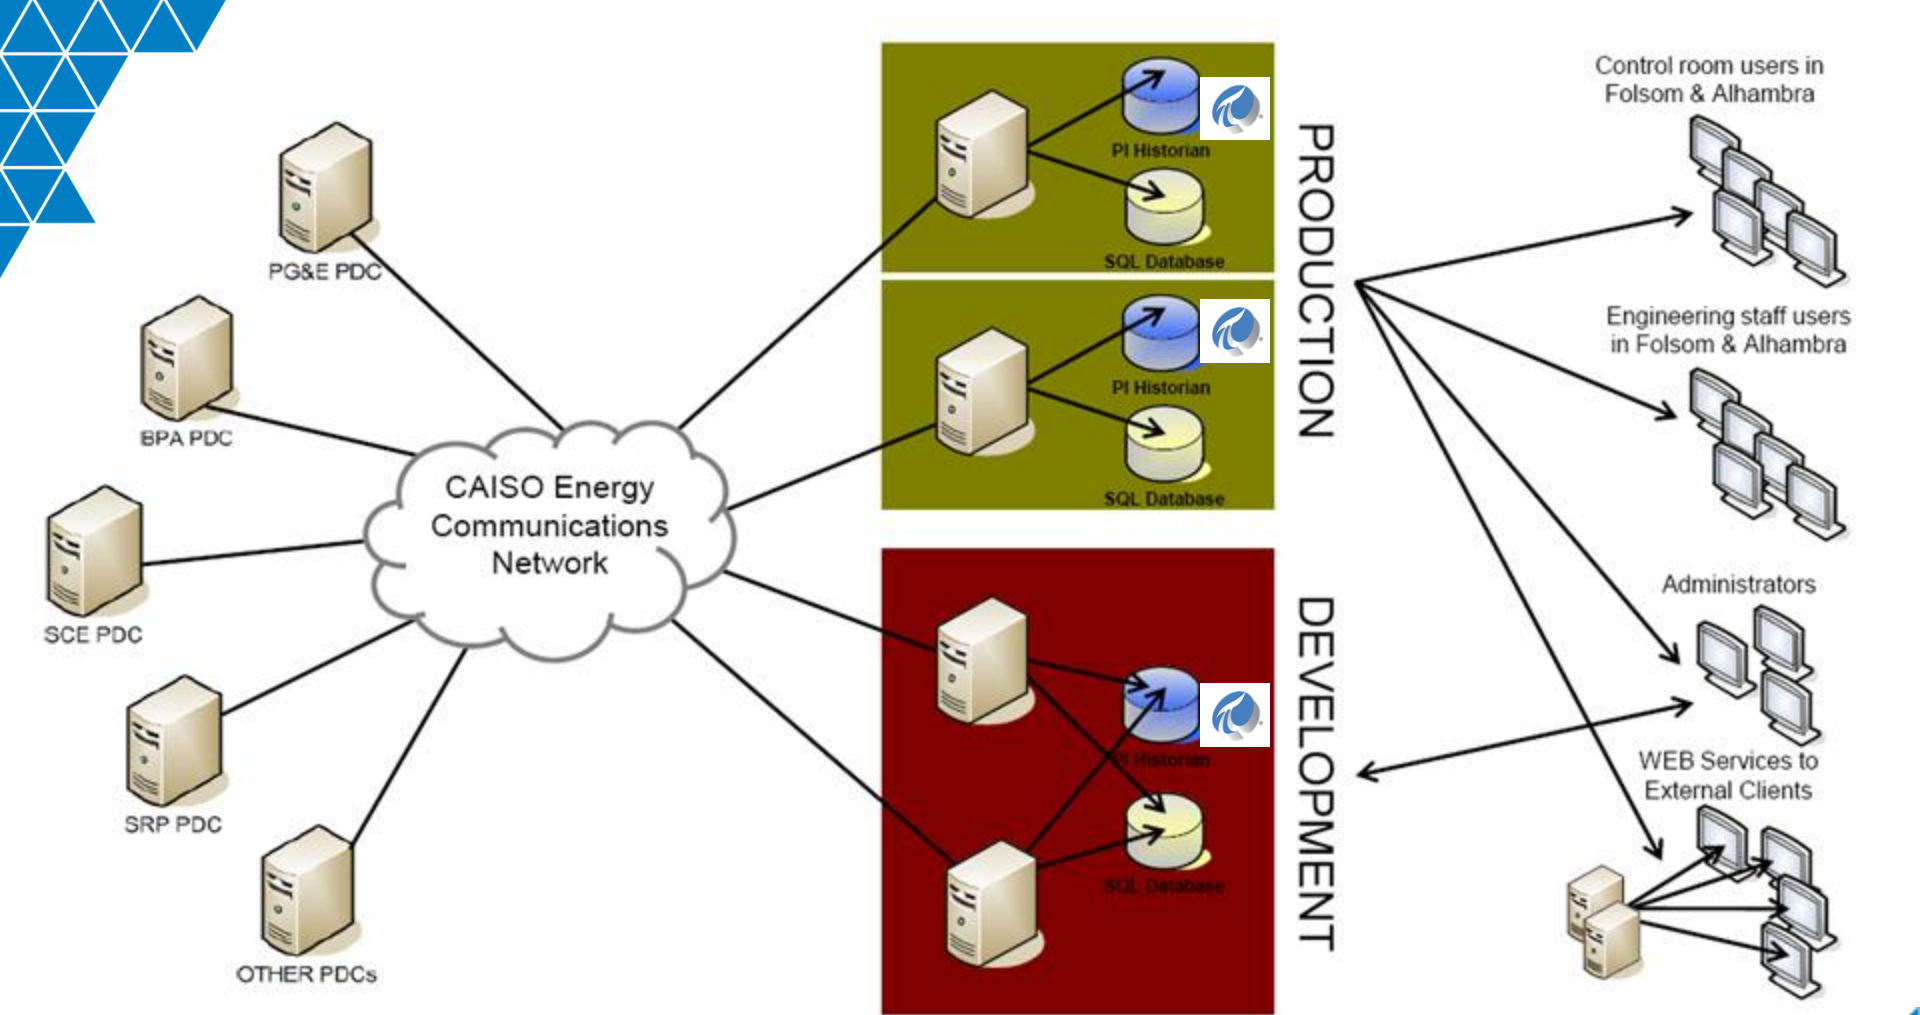 PG&E PDC
BPA PDC
SCE PDC
SRP PDC
OTHER PDCs
CAISO Energy
Communications
Network
PI Historian
SQL Database
PI Historian
SQL Database
PI Historian
SQL Database
PRODUCTION
DEVELOPMENT
Control room users in
Folsom & Alhambra
Engineering staff users
in Folsom & Alhambra
Administrators
WEB Services to
External Clients